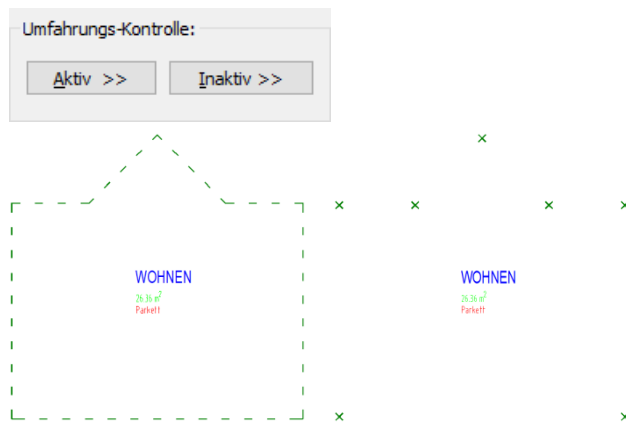 Umfahrungs-Kontrolle:
Aktiv >>
Inaktiv >>
WOHNEN
26.36 m²
Parkett
WOHNEN
26.36 m²
Parkett